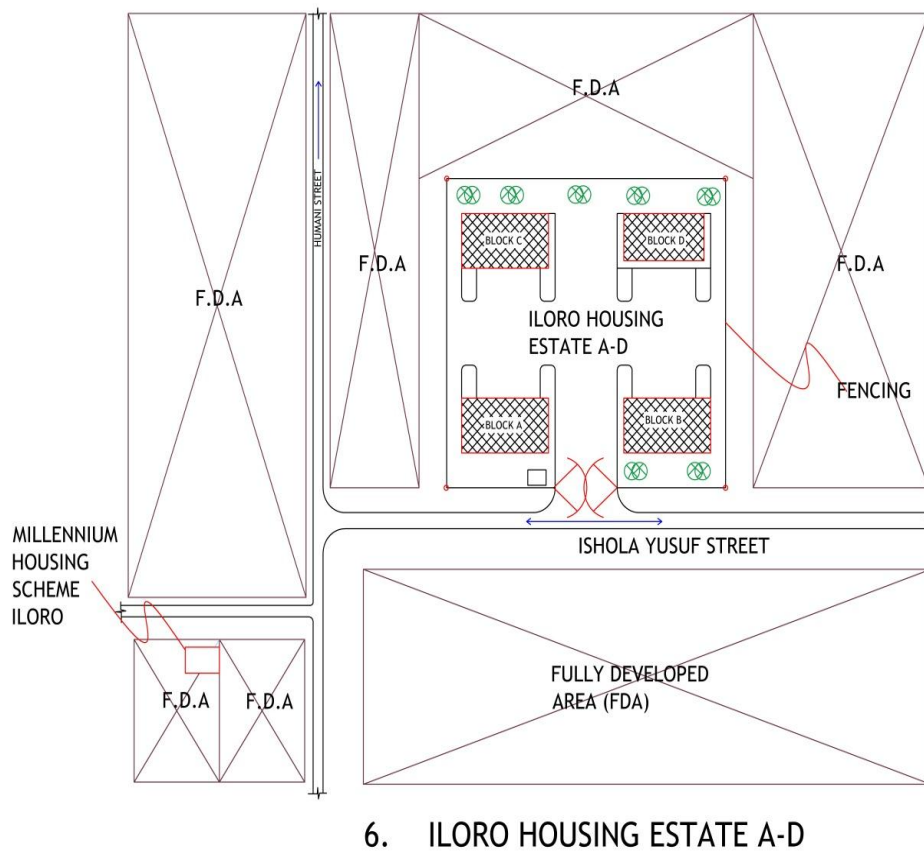 F.D.A
HUMANI STREET
F.D.A
F.D.A
F.D.A
BLOCK C
BLOCK D
ILORO HOUSING
ESTATE A-D
FENCING
BLOCK A
BLOCK B
ISHOLA YUSUF STREET
MILLENNIUM
HOUSING
SCHEME
ILORO
F.D.A
F.D.A
FULLY DEVELOPED
AREA (FDA)
6. ILORO HOUSING ESTATE A-D